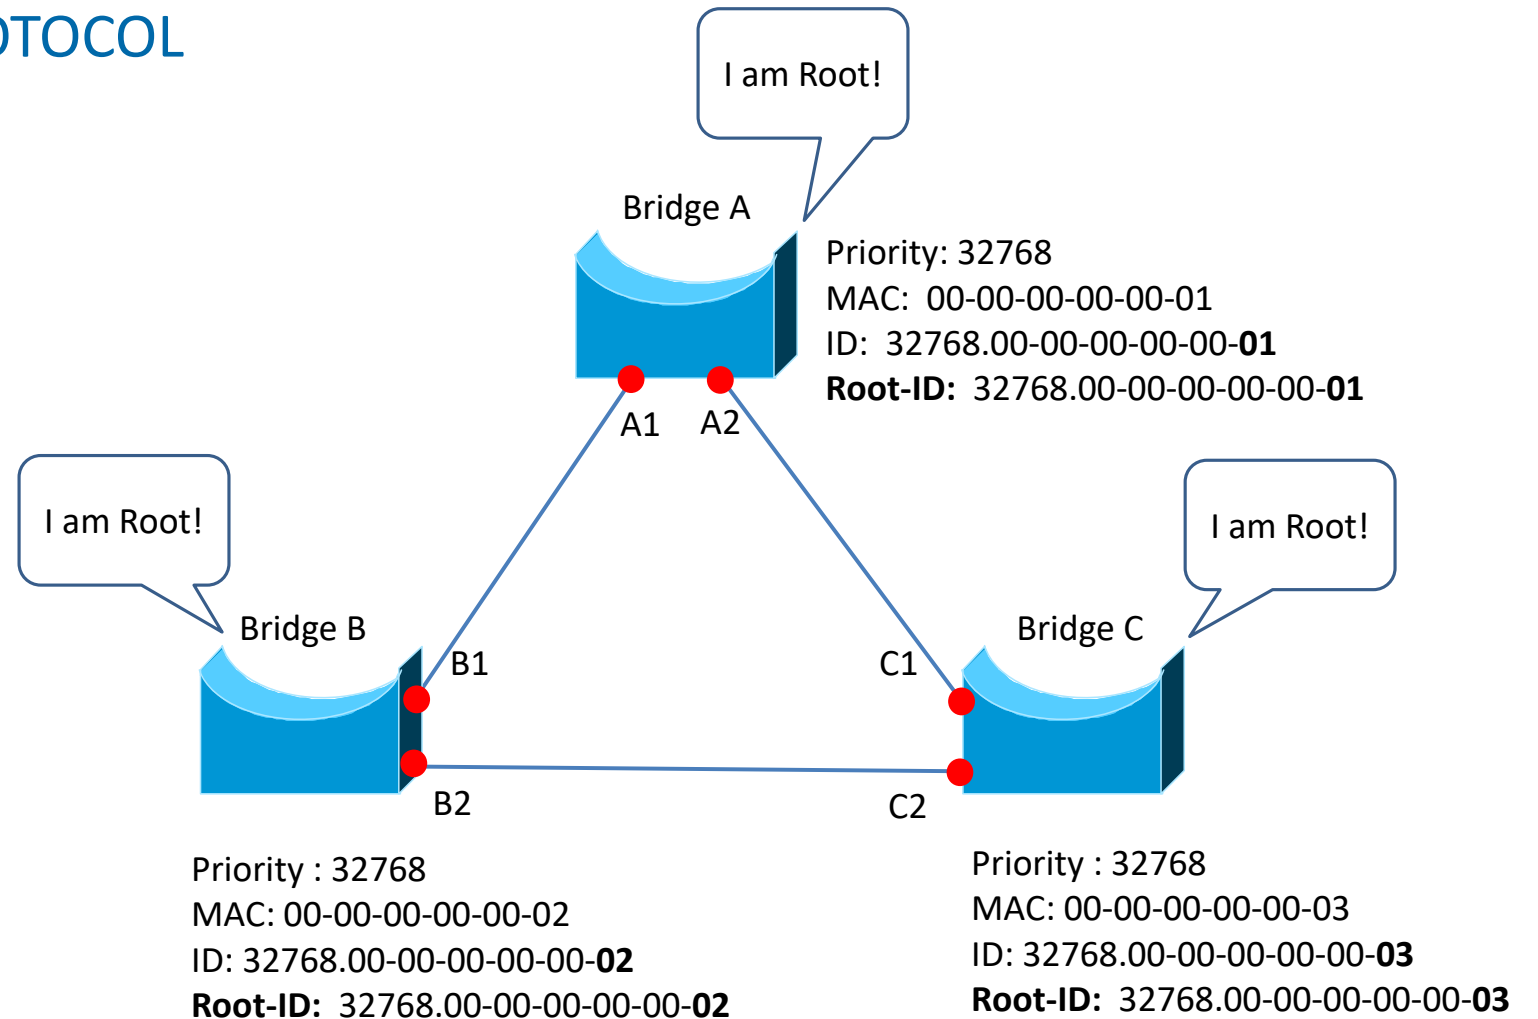 OTOCOL
I am Root!
Bridge A
Priority: 32768
MAC: 00-00-00-00-00-01
ID: 32768.00-00-00-00-00-01
Root-ID: 32768.00-00-00-00-00-01
A1 A2
I am Root!
I am Root!
Bridge B
Bridge C
B1
C1
B2
C2
Priority : 32768
MAC: 00-00-00-00-00-02
ID: 32768.00-00-00-00-00-02
Root-ID: 32768.00-00-00-00-00-02
Priority : 32768
MAC: 00-00-00-00-00-03
ID: 32768.00-00-00-00-00-03
Root-ID: 32768.00-00-00-00-00-03